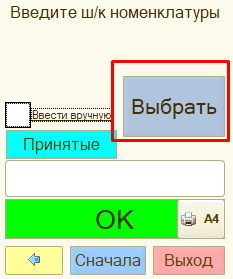 Введите ш/к номенклатуры
Выбрать
Ввести вручную
Принятые
OK
A4
Сначала
Выход